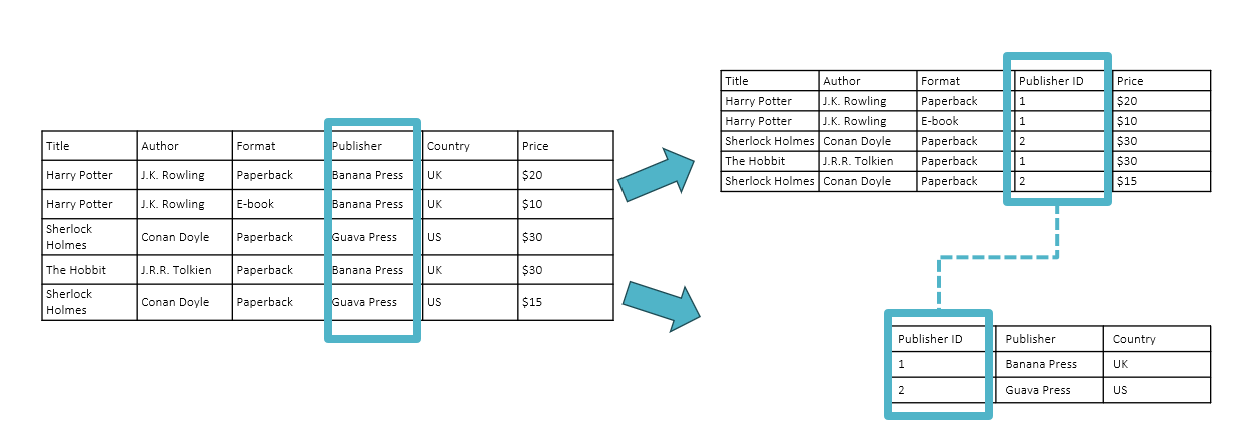 Title Author Format Publisher Country Price
Harry Potter J.K. Rowling Paperback Banana Press UK $20
Harry Potter J.K. Rowling E-book Banana Press UK $10
Sherlock
Holmes Conan Doyle Paperback Guava Press US $30
The Hobbit J.R.R. Tolkien Paperback Banana Press UK $30
Sherlock
Holmes Conan Doyle Paperback Guava Press US $15
Title Author Format Publisher ID Price
Harry Potter J.K. Rowling Paperback 1 $20
Harry Potter J.K. Rowling E-book 1 $10
Sherlock Holmes Conan Doyle Paperback 2 $30
The Hobbit J.R.R. Tolkien Paperback 1 $30
Sherlock Holmes Conan Doyle Paperback 2 $15
Publisher ID Publisher Country
1 Banana Press UK
2 Guava Press US